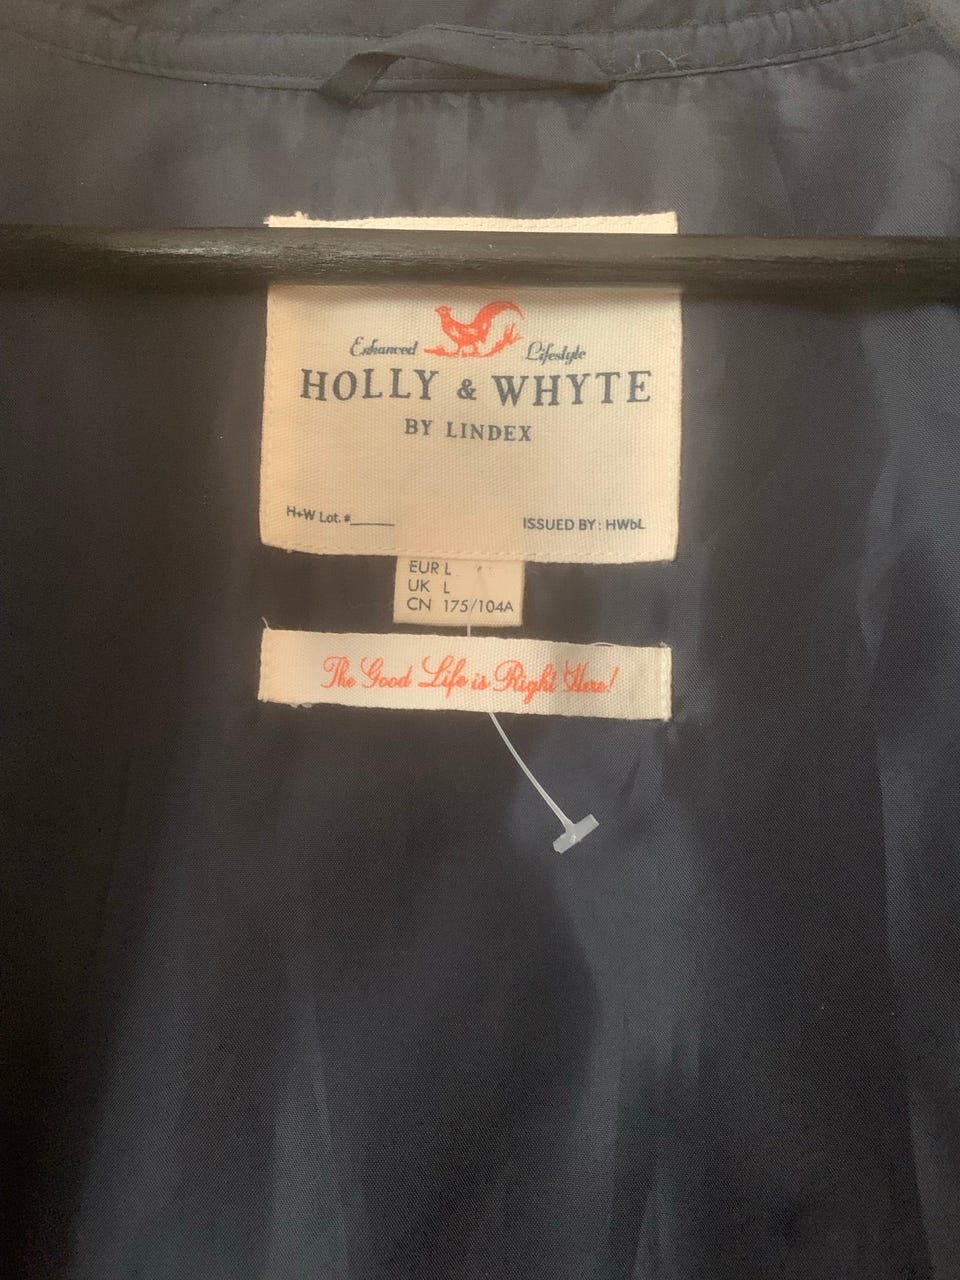 Enhanced Lifestyle
HOLLY & WHYTE
BY LINDEX
H+W Lot. #_____ ISSUED BY: HWbL
EUR L
UK L
CN 175/104A
The Good Life is Right Here!